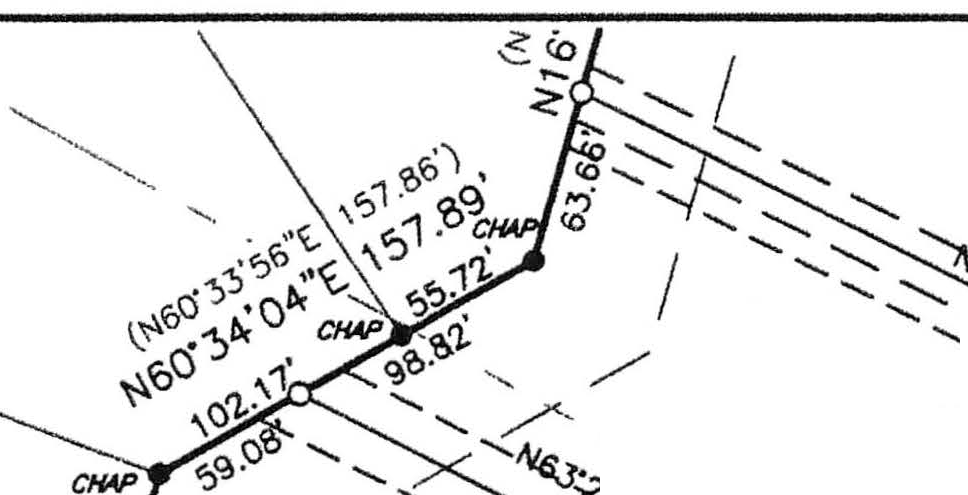 N16°
63.66'
(N60°33'56"E 157.86')
N60°34'04"E 157.89'
CHAP
55.72'
CHAP
98.82'
102.17'
59.08'
CHAP